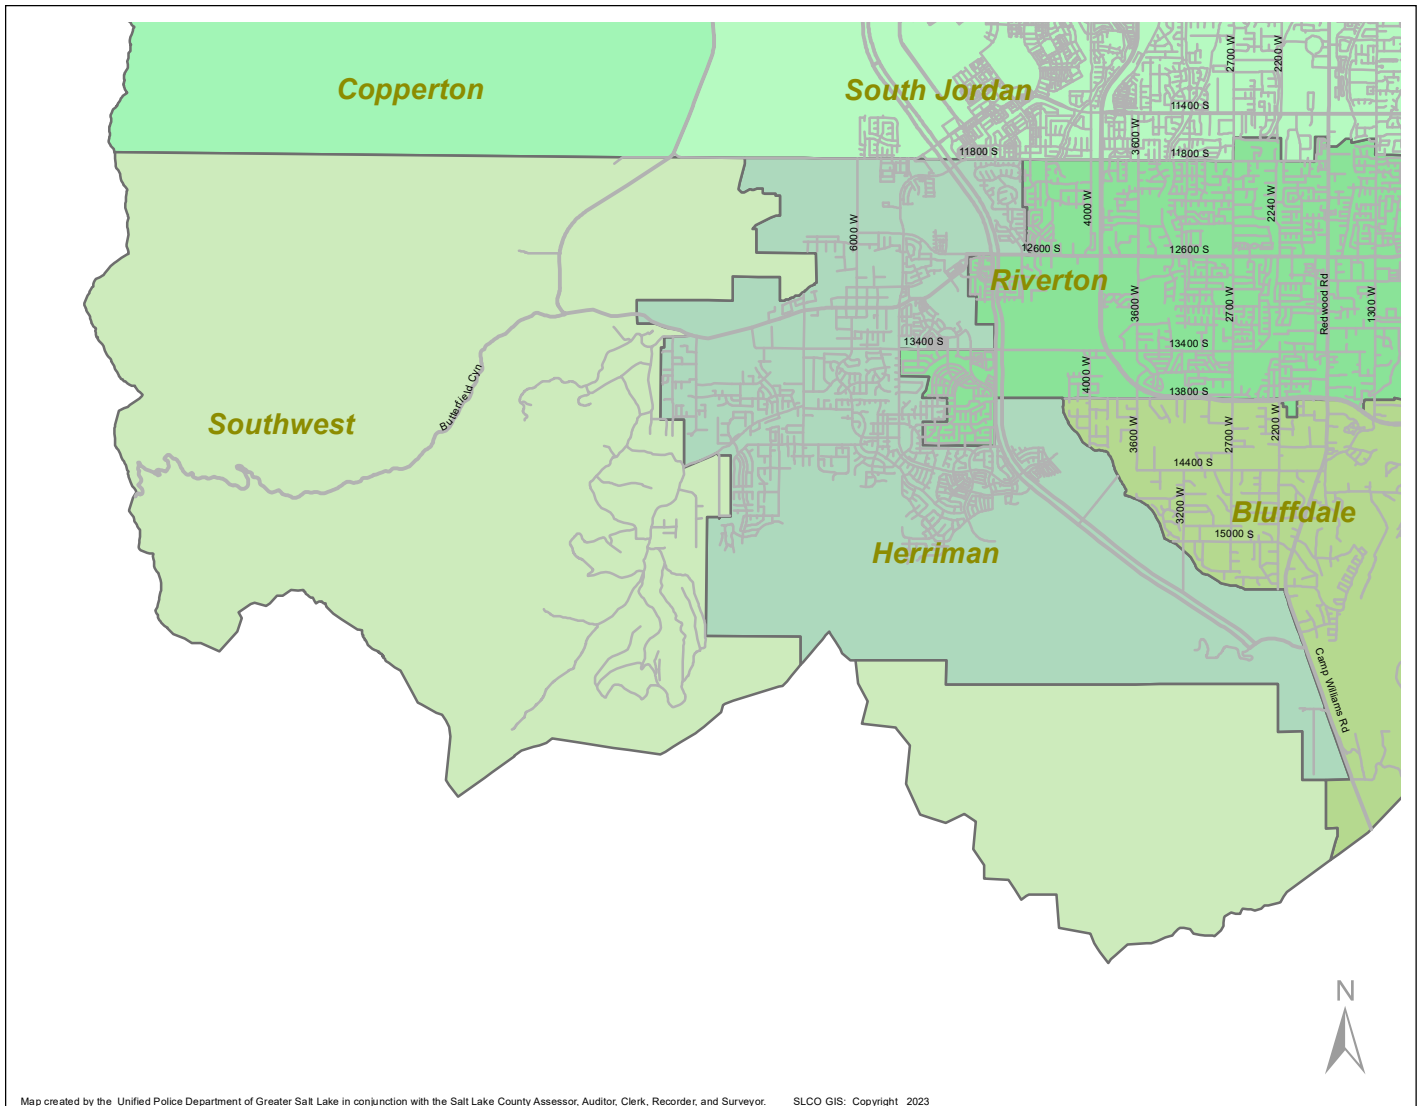 2700 W
2200 W
Copperton
South Jordan
11400 S
3600 W
11800 S
11800 S
4000 W
2240 W
6000 W
12600 S
12600 S
Riverton
3600 W
2700 W
Redwood Rd
1300 W
13400 S
13400 S
4000 W
13800 S
Butterfield Cyn
Southwest
3600 W
2700 W
2200 W
14400 S
3200 W
Bluffdale
15000 S
Herriman
Camp Williams Rd
N
Map created by the Unified Police Department of Greater Salt Lake in conjunction with the Salt Lake County Assessor, Auditor, Clerk, Recorder, and Surveyor. SLCO GIS: Copyright 2023